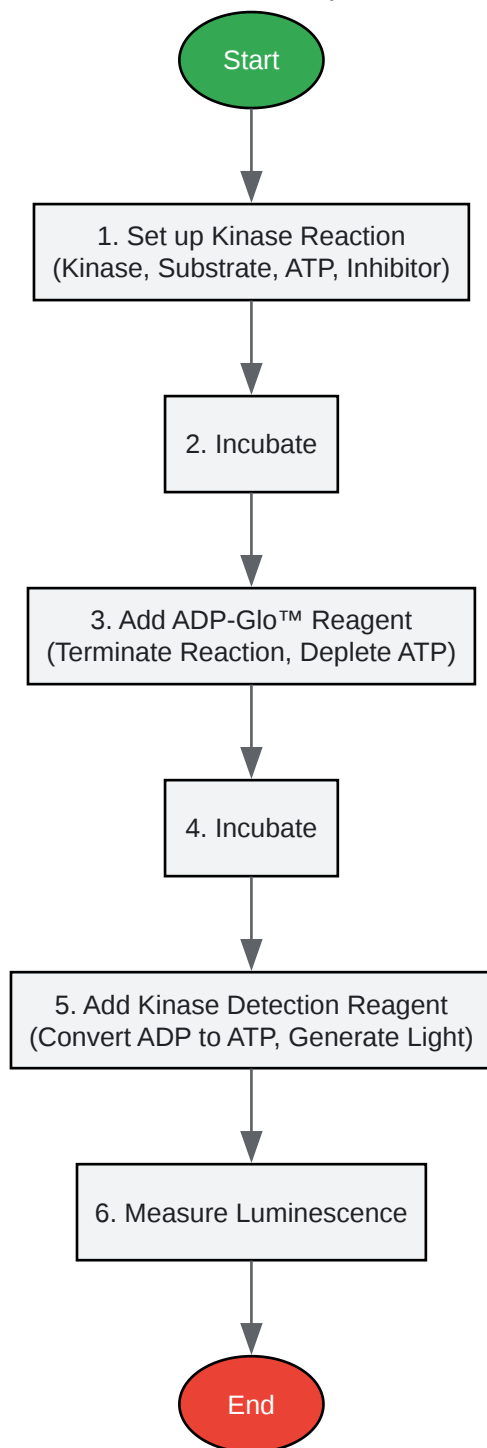 Start
1. Set up Kinase Reaction
(Kinase, Substrate, ATP, Inhibitor)
2. Incubate
3. Add ADP-Glo™ Reagent
(Terminate Reaction, Deplete ATP)
4. Incubate
5. Add Kinase Detection Reagent
(Convert ADP to ATP, Generate Light)
6. Measure Luminescence
End